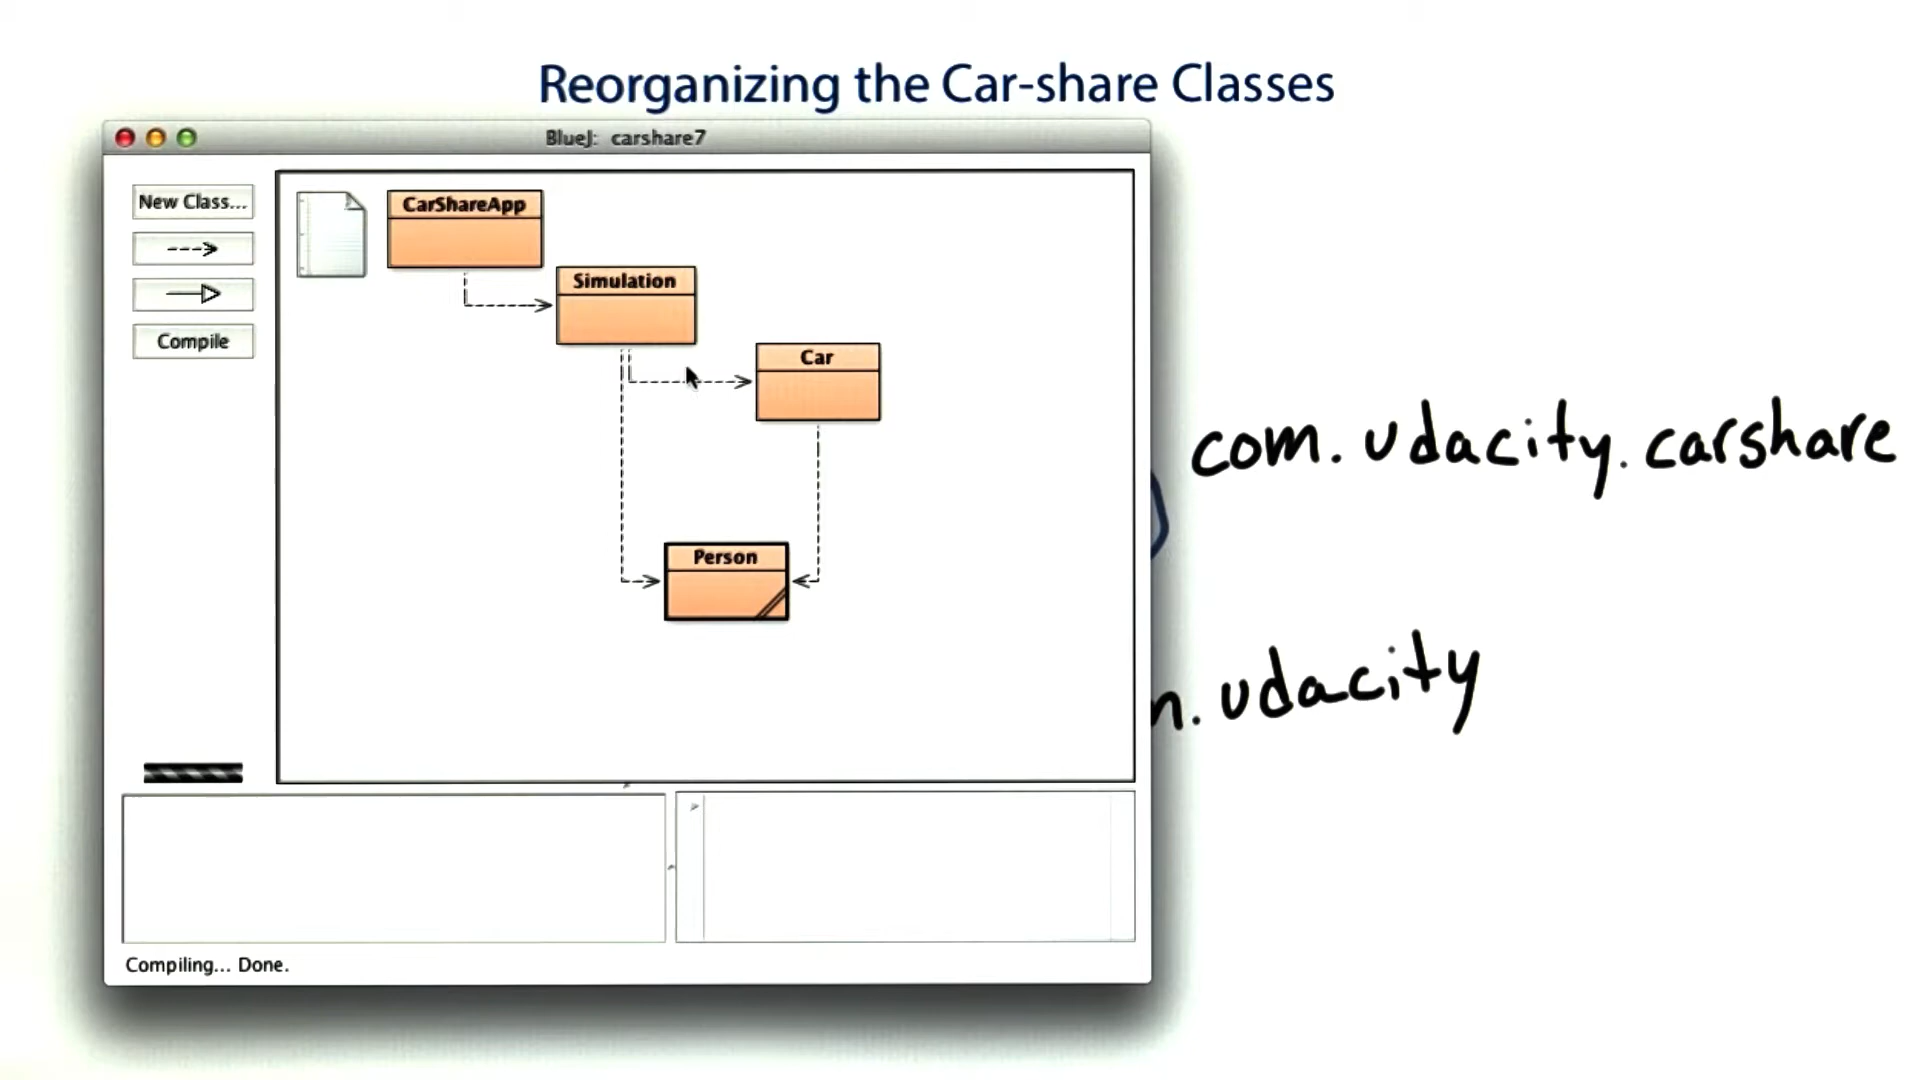 Reorganizing the Car-share Classes
BlueJ: carshare7
New Class...
CarShareApp
Simulation
Compile
Car
com.udacity.carshare
Person
n.udacity
Compiling... Done.